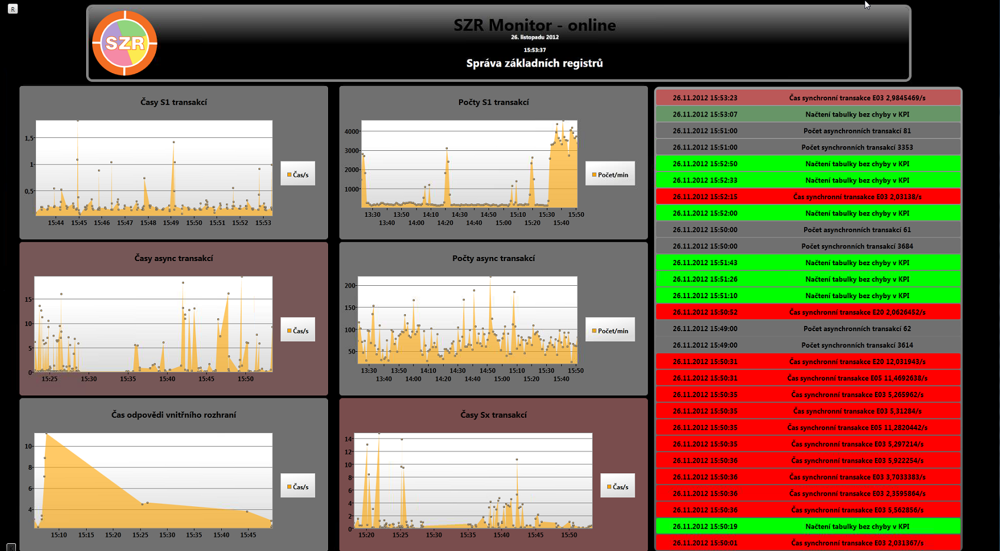 R
SZR
SZR Monitor - online
26. listopadu 2012
15:53:37
Správa základních registrů
Časy S1 transakcí
1,5
1
0,5
15:44 15:45 15:46 15:47 15:48 15:49 15:50 15:51 15:52 15:53
Čas/s
Počty S1 transakcí
4000
3000
2000
1000
13:30 13:50 14:10 14:30 14:50 15:10 15:30 15:50
13:40 14:00 14:20 14:40 15:00 15:20 15:40
Počet/min
Časy async transakcí
15
10
5
0
15:25 15:30 15:35 15:40 15:45 15:50
Čas/s
Počty async transakcí
200
150
100
50
13:30 13:50 14:10 14:30 14:50 15:10 15:30 15:50
13:40 14:00 14:20 14:40 15:00 15:20 15:40
Počet/min
Čas odpovědi vnitřního rozhraní
10
8
6
4
15:10 15:15 15:20 15:25 15:30 15:35 15:40 15:45
Čas/s
Časy Sx transakcí
14
12
10
8
6
4
2
0
15:20 15:25 15:30 15:35 15:40 15:45 15:50
Čas/s
26.11.2012 15:53:23 Čas synchronní transakce E03 2,9845469/s
26.11.2012 15:53:07 Načtení tabulky bez chyby v KPI
26.11.2012 15:51:00 Počet asynchronních transakcí 81
26.11.2012 15:51:00 Počet synchronních transakcí 3353
26.11.2012 15:52:50 Načtení tabulky bez chyby v KPI
26.11.2012 15:52:33 Načtení tabulky bez chyby v KPI
26.11.2012 15:52:15 Čas synchronní transakce E03 2,03138/s
26.11.2012 15:52:00 Načtení tabulky bez chyby v KPI
26.11.2012 15:50:00 Počet asynchronních transakcí 61
26.11.2012 15:50:00 Počet synchronních transakcí 3684
26.11.2012 15:51:43 Načtení tabulky bez chyby v KPI
26.11.2012 15:51:26 Načtení tabulky bez chyby v KPI
26.11.2012 15:51:10 Načtení tabulky bez chyby v KPI
26.11.2012 15:50:52 Čas synchronní transakce E20 2,0626452/s
26.11.2012 15:49:00 Počet asynchronních transakcí 62
26.11.2012 15:49:00 Počet synchronních transakcí 3614
26.11.2012 15:50:31 Čas synchronní transakce E20 12,031943/s
26.11.2012 15:50:31 Čas synchronní transakce E05 11,4692638/s
26.11.2012 15:50:35 Čas synchronní transakce E03 5,265962/s
26.11.2012 15:50:35 Čas synchronní transakce E03 5,31284/s
26.11.2012 15:50:35 Čas synchronní transakce E05 11,2820442/s
26.11.2012 15:50:35 Čas synchronní transakce E03 5,297214/s
26.11.2012 15:50:36 Čas synchronní transakce E03 5,922254/s
26.11.2012 15:50:36 Čas synchronní transakce E03 3,7033383/s
26.11.2012 15:50:36 Čas synchronní transakce E03 2,3595864/s
26.11.2012 15:50:36 Čas synchronní transakce E03 5,562856/s
26.11.2012 15:50:19 Načtení tabulky bez chyby v KPI
26.11.2012 15:50:01 Čas synchronní transakce E03 2,031367/s
K